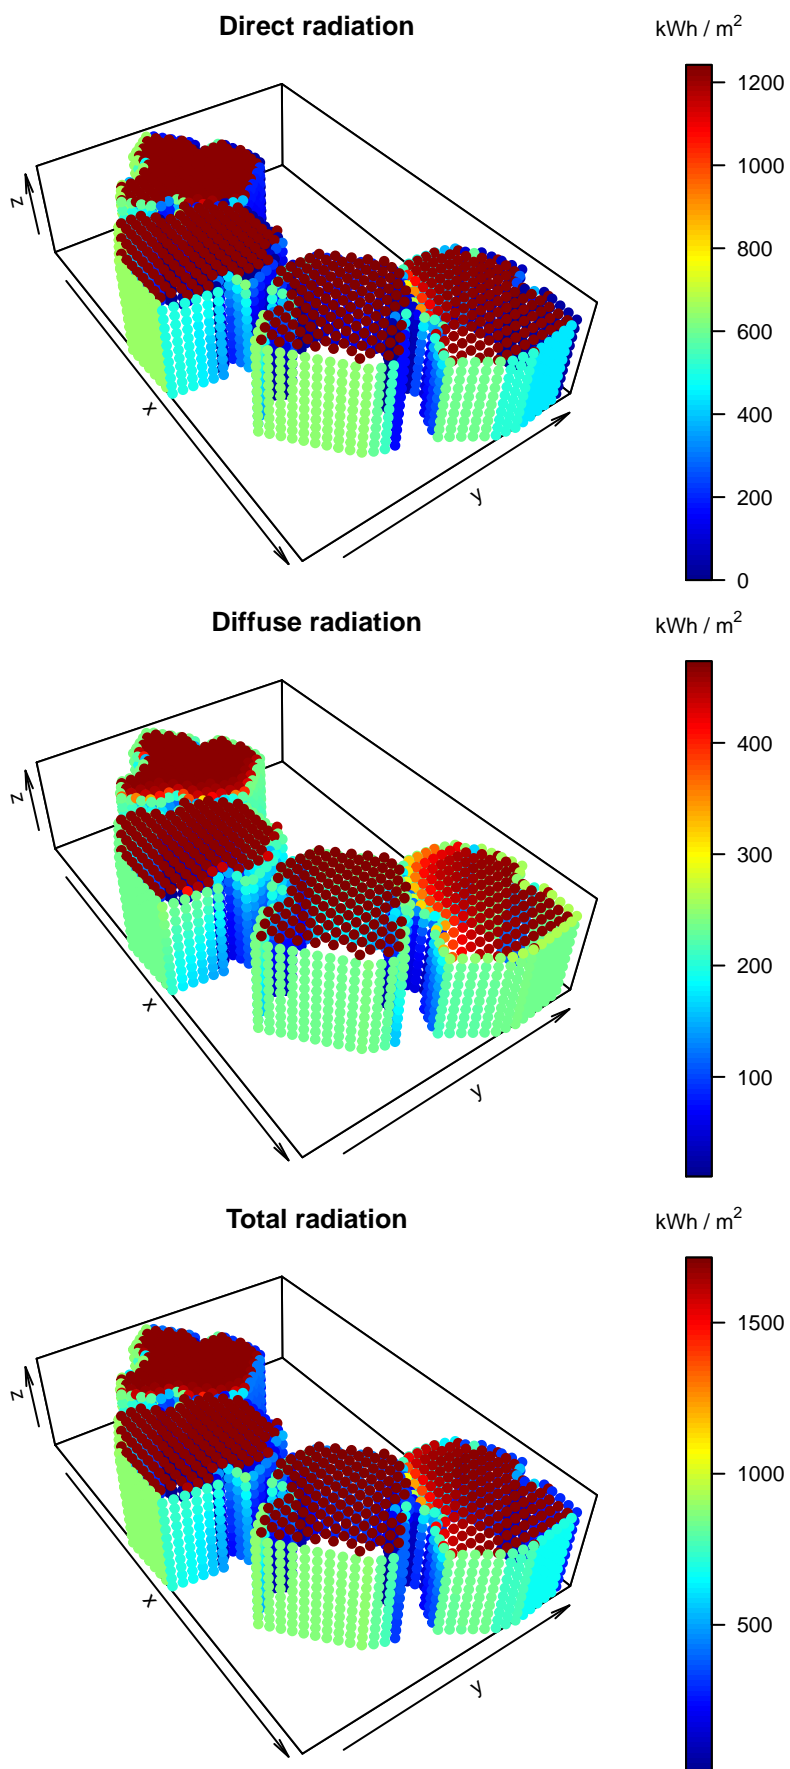 Direct radiation
kWh / m²
1200
1000
800
600
400
200
0
z
x
y
Diffuse radiation
kWh / m²
400
300
200
100
z
x
y
Total radiation
kWh / m²
1500
1000
500
z
x
y